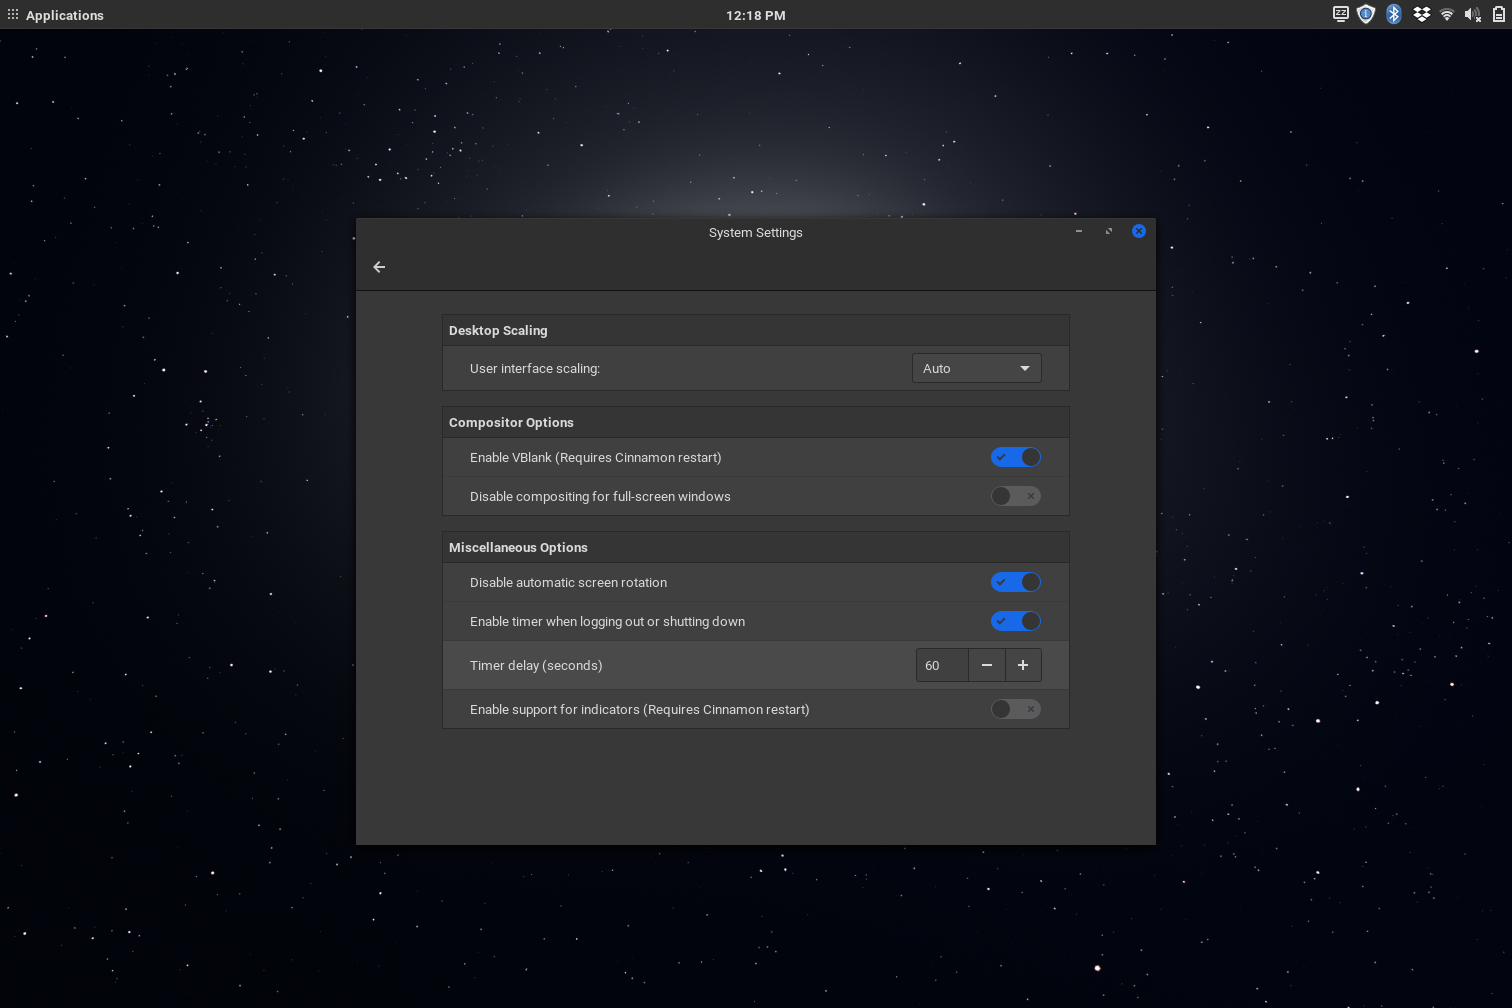 Applications
12:18 PM
System Settings
Desktop Scaling
User interface scaling:
Auto
Compositor Options
Enable VBlank (Requires Cinnamon restart)
Disable compositing for full-screen windows
Miscellaneous Options
Disable automatic screen rotation
Enable timer when logging out or shutting down
Timer delay (seconds)
60
Enable support for indicators (Requires Cinnamon restart)